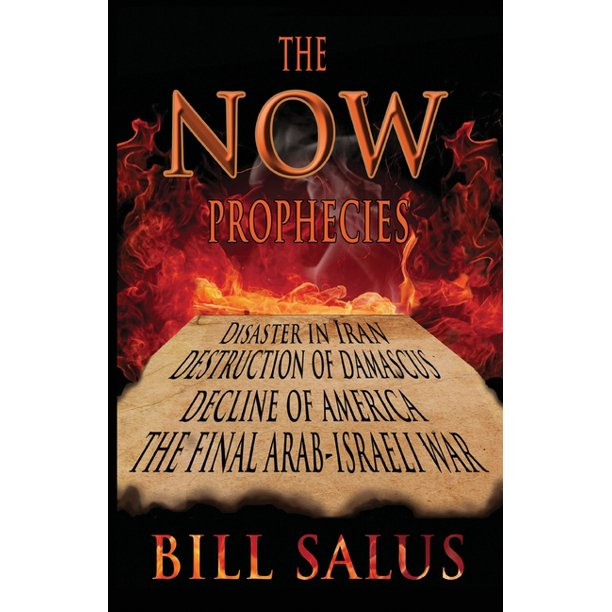 THE
NOW
PROPHECIES
DISASTER IN IRAN
DESTRUCTION OF DAMASCUS
DECLINE OF AMERICA
THE FINAL ARAB-ISRAELI WAR
BILL SALUS